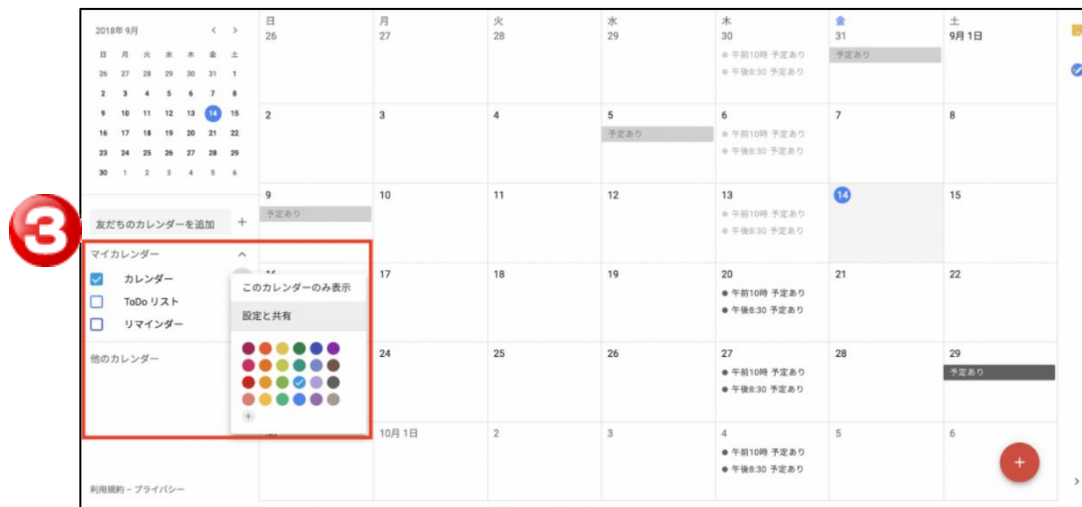 3
2018年 9月 < >
日 月 火 水 木 金 土
26 27 28 29 30 31 1
2 3 4 5 6 7 8
9 10 11 12 13 14 15
16 17 18 19 20 21 22
23 24 25 26 27 28 29
30 1 2 3 4 5 6
友だちのカレンダーを追加 +
マイカレンダー
カレンダー
ToDo リスト
リマインダー
他のカレンダー
利用規約 – プライバシー
このカレンダーのみ表示
設定と共有
+
日 月 火 水 木 金 土
26 27 28 29 30 31 9月 1日
午前10時 予定あり 予定あり
午後8:30 予定あり
2 3 4 5 6 7 8
予定あり 午前10時 予定あり
午後8:30 予定あり
9 10 11 12 13 14 15
予定あり 午前10時 予定あり
午後8:30 予定あり
17 18 19 20 21 22
午前10時 予定あり
午後8:30 予定あり
24 25 26 27 28 29
午前10時 予定あり 予定あり
午後8:30 予定あり
10月 1日 2 3 4 5 6
午前10時 予定あり
午後8:30 予定あり
+
>